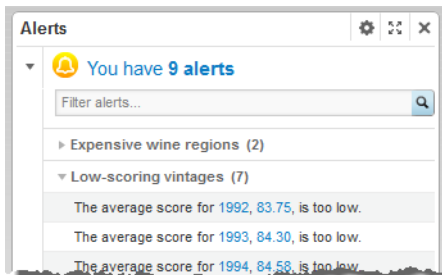 Alerts
You have 9 alerts
Filter alerts...
Expensive wine regions (2)
Low-scoring vintages (7)
The average score for 1992, 83.75, is too low.
The average score for 1993, 84.30, is too low.
The average score for 1994, 84.58, is too low.